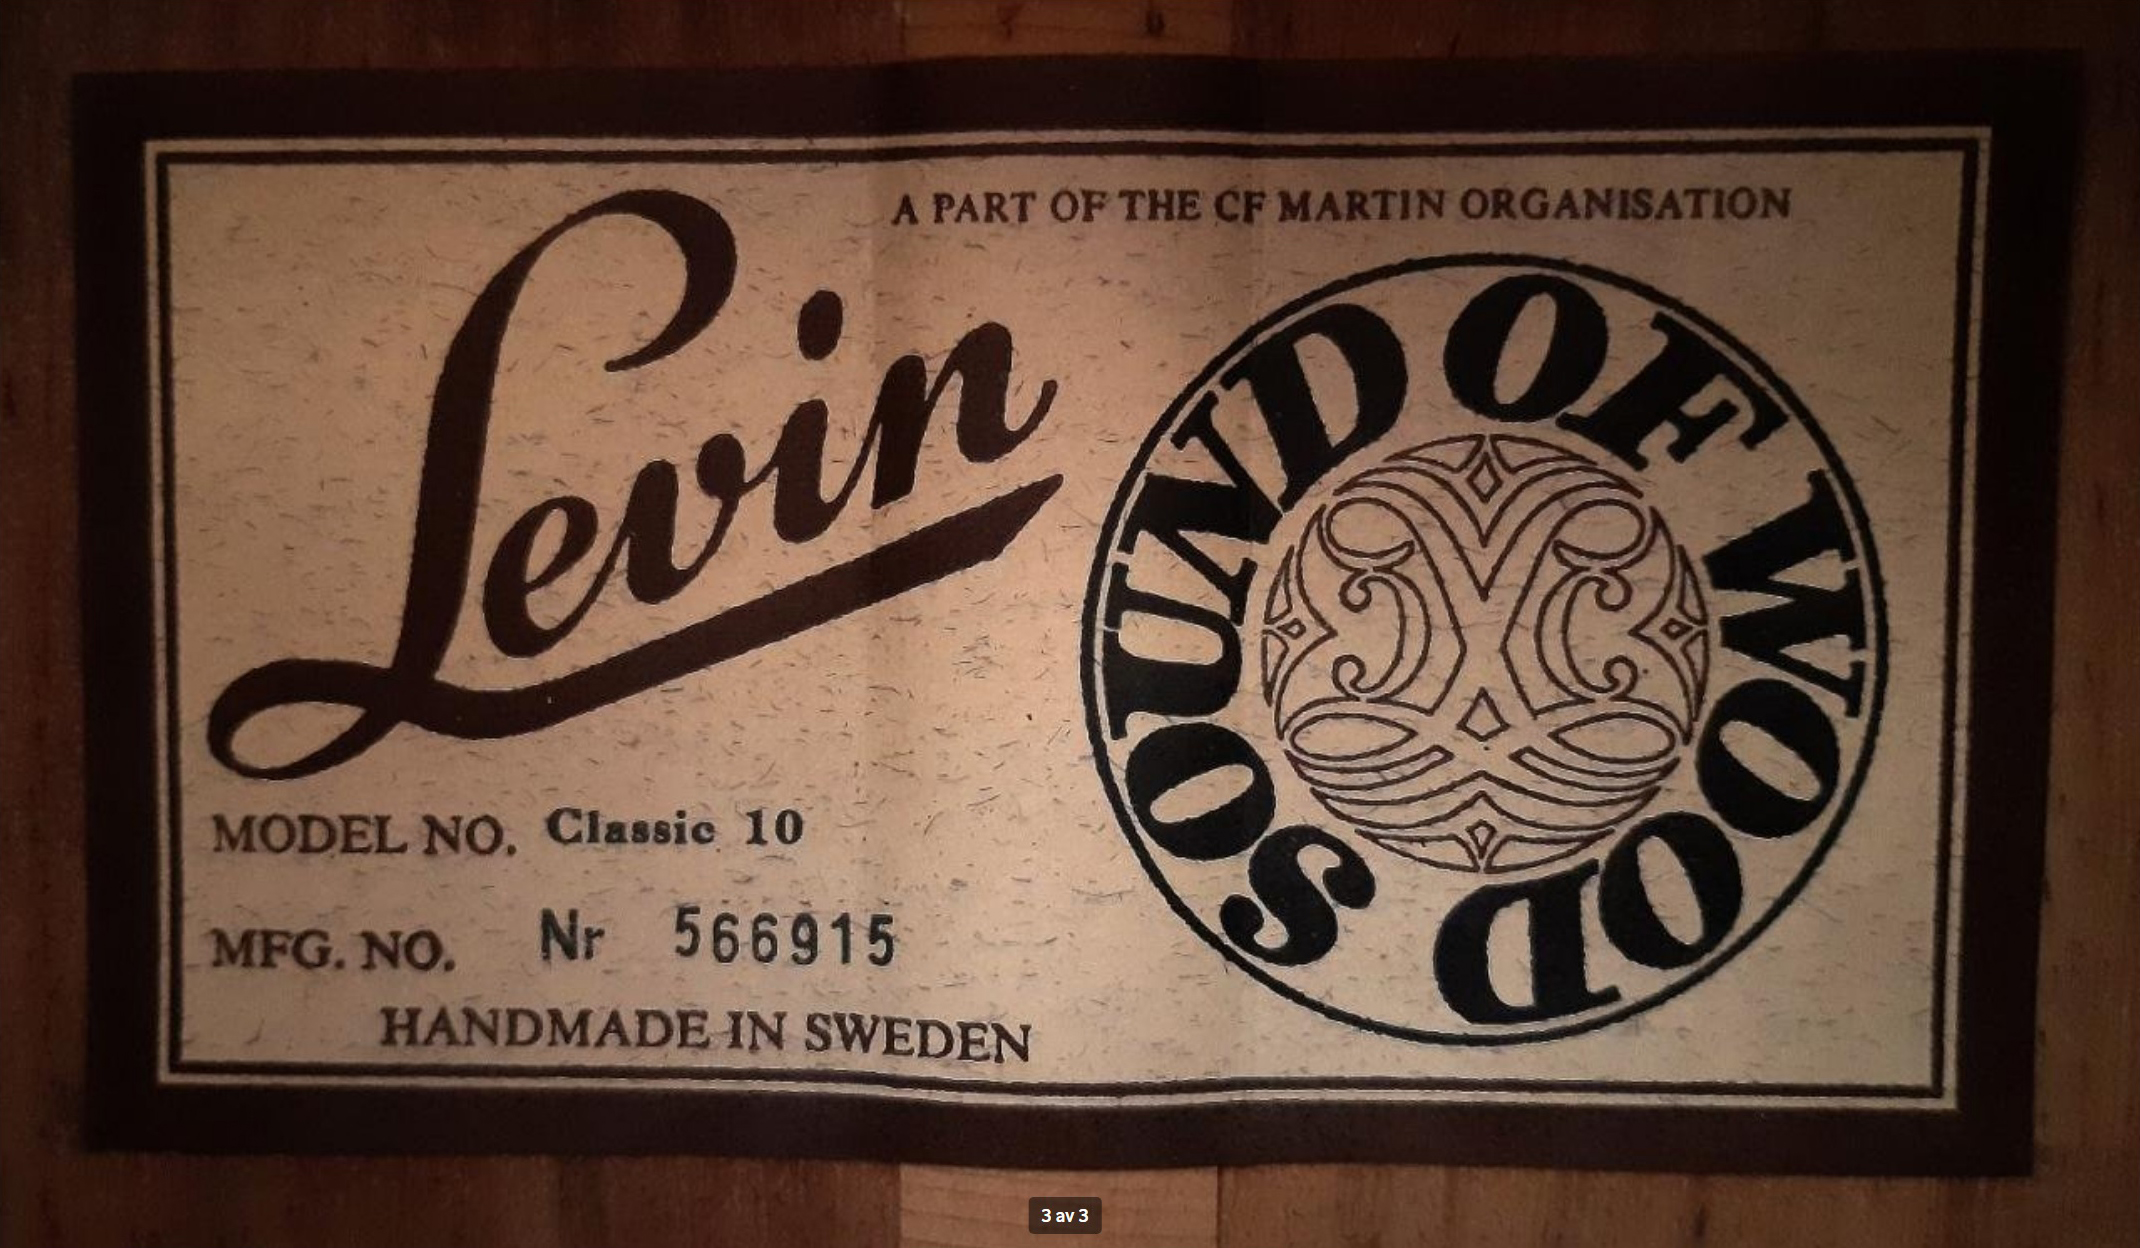 A PART OF THE CF MARTIN ORGANISATION
Levin
SOUND OF WOOD
MODEL NO. Classic 10
MFG. NO. Nr 566915
HANDMADE IN SWEDEN
3 av 3